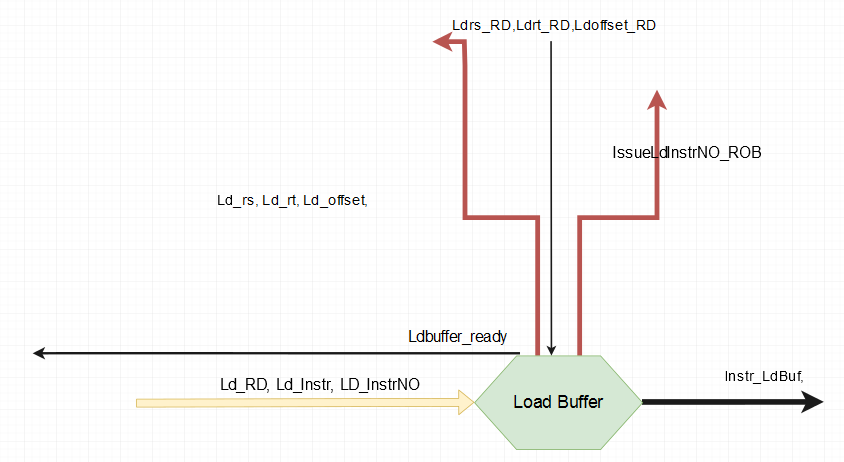 Ldrs_RD,Ldrt_RD,Ldoffset_RD
IssueLdInstrNO_ROB
Ld_rs, Ld_rt, Ld_offset,
Ldbuffer_ready
Instr_LdBuf,
Ld_RD, Ld_Instr, LD_InstrNO
Load Buffer